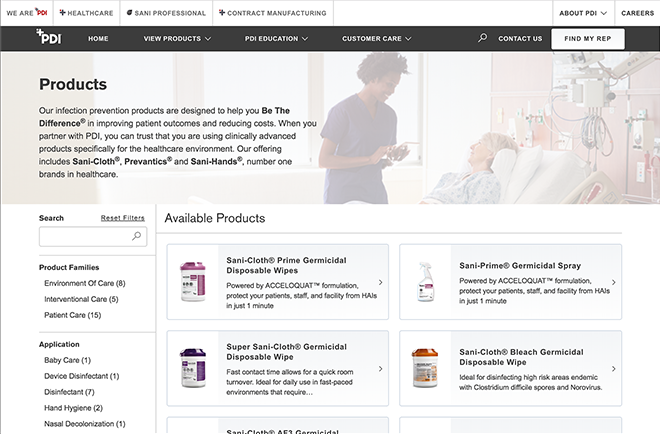 WE ARE PDI HEALTHCARE SANI PROFESSIONAL CONTRACT MANUFACTURING ABOUT PDI CAREERS
PDI HOME VIEW PRODUCTS PDI EDUCATION CUSTOMER CARE CONTACT US FIND MY REP
Products
Our infection prevention products are designed to help you Be The
Difference® in improving patient outcomes and reducing costs. When you
partner with PDI, you can trust that you are using clinically advanced
products specifically for the healthcare environment. Our offering
includes Sani-Cloth®, Prevantics® and Sani-Hands®, number one
brands in healthcare.
Search Reset Filters
Product Families
Environment Of Care (8)
Interventional Care (5)
Patient Care (15)
Application
Baby Care (1)
Device Disinfectant (1)
Disinfectant (7)
Hand Hygiene (2)
Nasal Decolonization (1)
Available Products
Sani-Cloth® Prime Germicidal
Disposable Wipes
Powered by ACCELOQUAT™ formulation,
protect your patients, staff, and facility from HAIs
in just 1 minute
Sani-Prime® Germicidal Spray
Powered by ACCELOQUAT™ formulation,
protect your patients, staff, and facility from HAIs
in just 1 minute
Super Sani-Cloth® Germicidal
Disposable Wipe
Fast contact time allows for a quick room
turnover. Ideal for daily use in fast-paced
environments that require…
Sani-Cloth® Bleach Germicidal
Disposable Wipe
Ideal for disinfecting high risk areas endemic
with Clostridium difficile spores and Norovirus.
Sani-Cloth® AF3 Germicidal